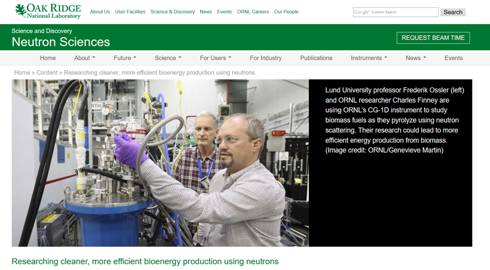 OAK RIDGE
National Laboratory
About Us User Facilities Science & Discovery News Events ORNL Careers Our People
Google Custom Search Search
Science and Discovery
Neutron Sciences
REQUEST BEAM TIME
Home About Future Science For Users For Industry Publications Instruments News Events
Home » Content » Researching cleaner, more efficient bioenergy production using neutrons
Lund University professor Frederik Ossler (left)
and ORNL researcher Charles Finney are
using ORNL's CG-1D instrument to study
biomass fuels as they pyrolyze using neutron
scattering. Their research could lead to more
efficient energy production from biomass.
(Image credit: ORNL/Genevieve Martin)
Researching cleaner, more efficient bioenergy production using neutrons